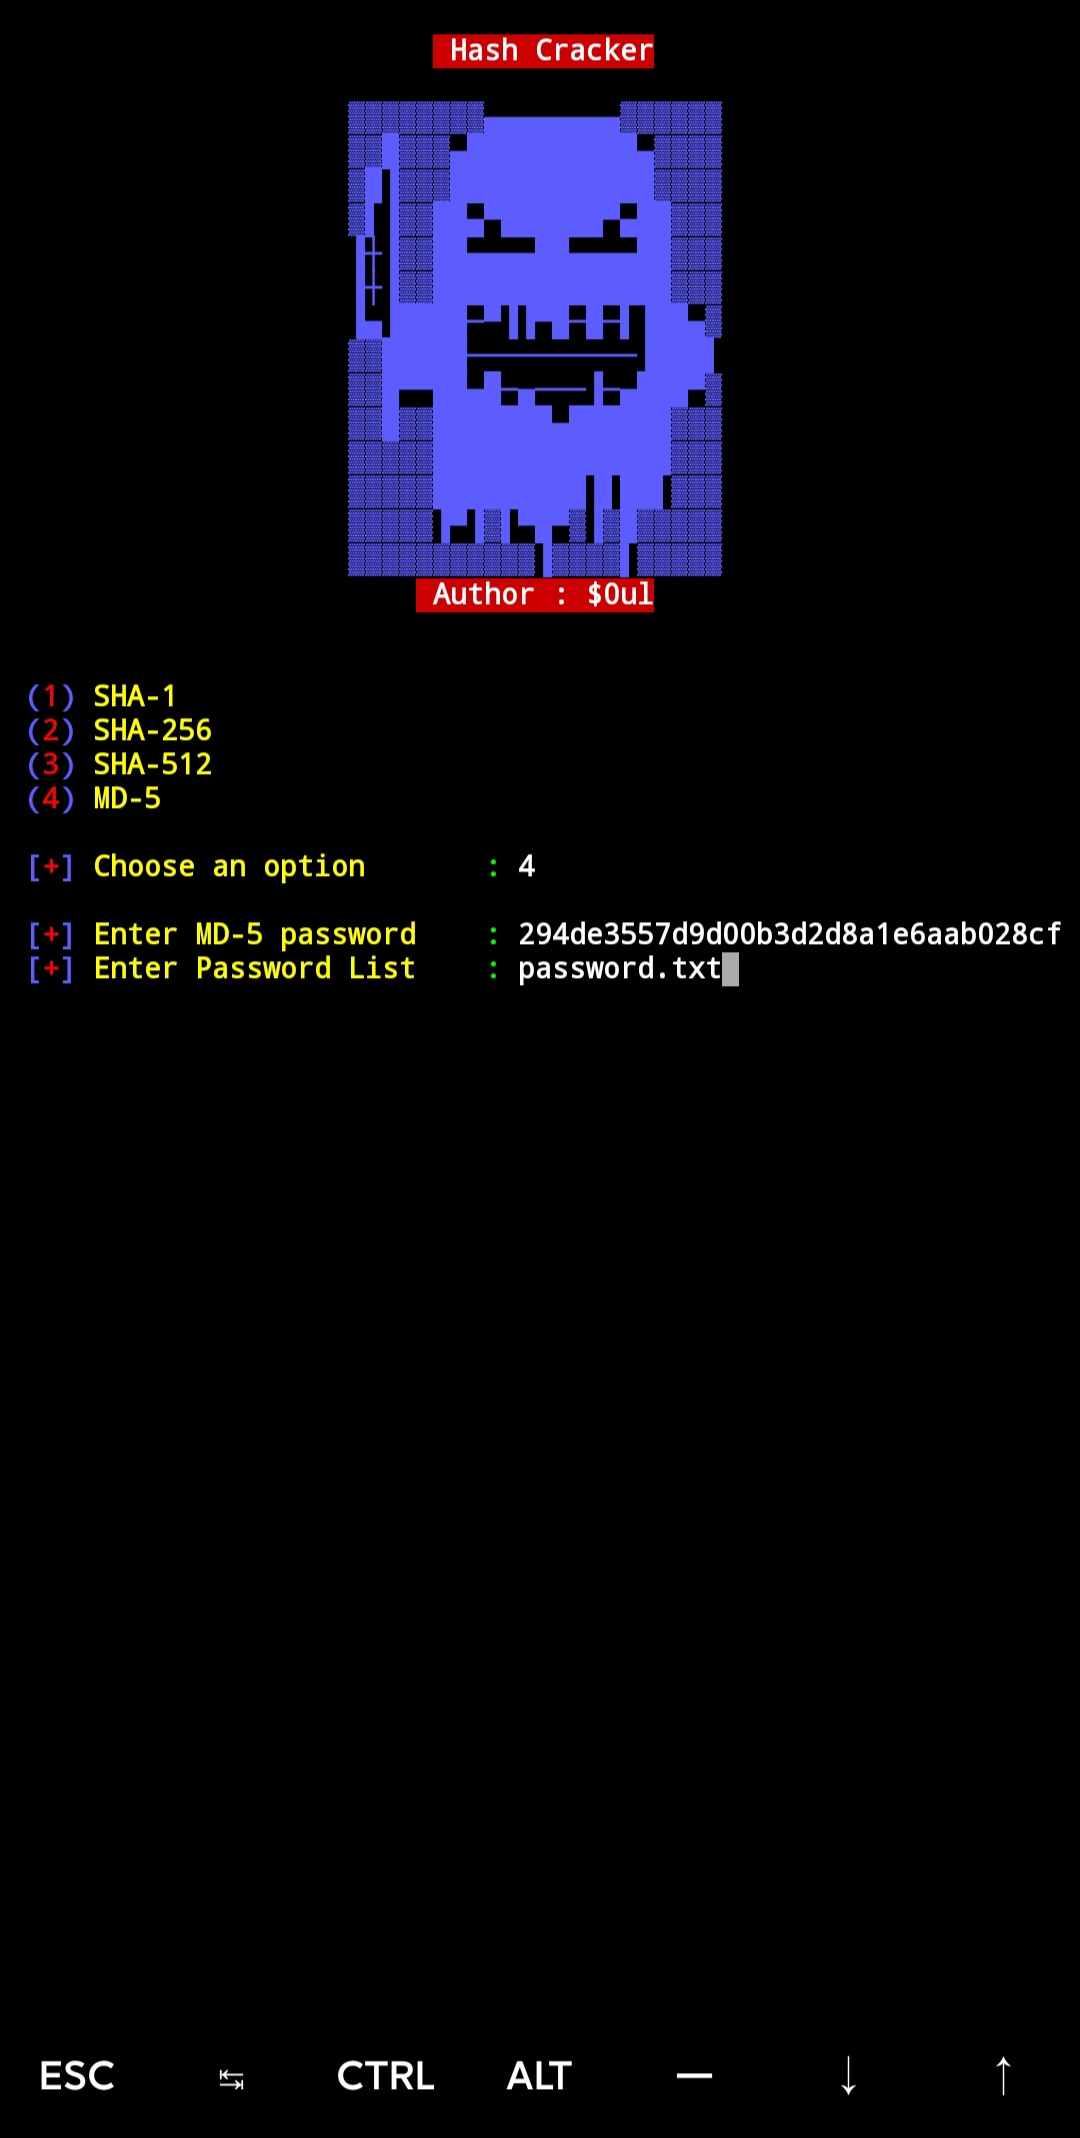 Hash Cracker
Author : $0ul
(1) SHA-1
(2) SHA-256
(3) SHA-512
(4) MD-5
[+] Choose an option : 4
[+] Enter MD-5 password : 294de3557d9d00b3d2d8a1e6aab028cf
[+] Enter Password List : password.txt
ESC ↹ CTRL ALT — ↓ ↑